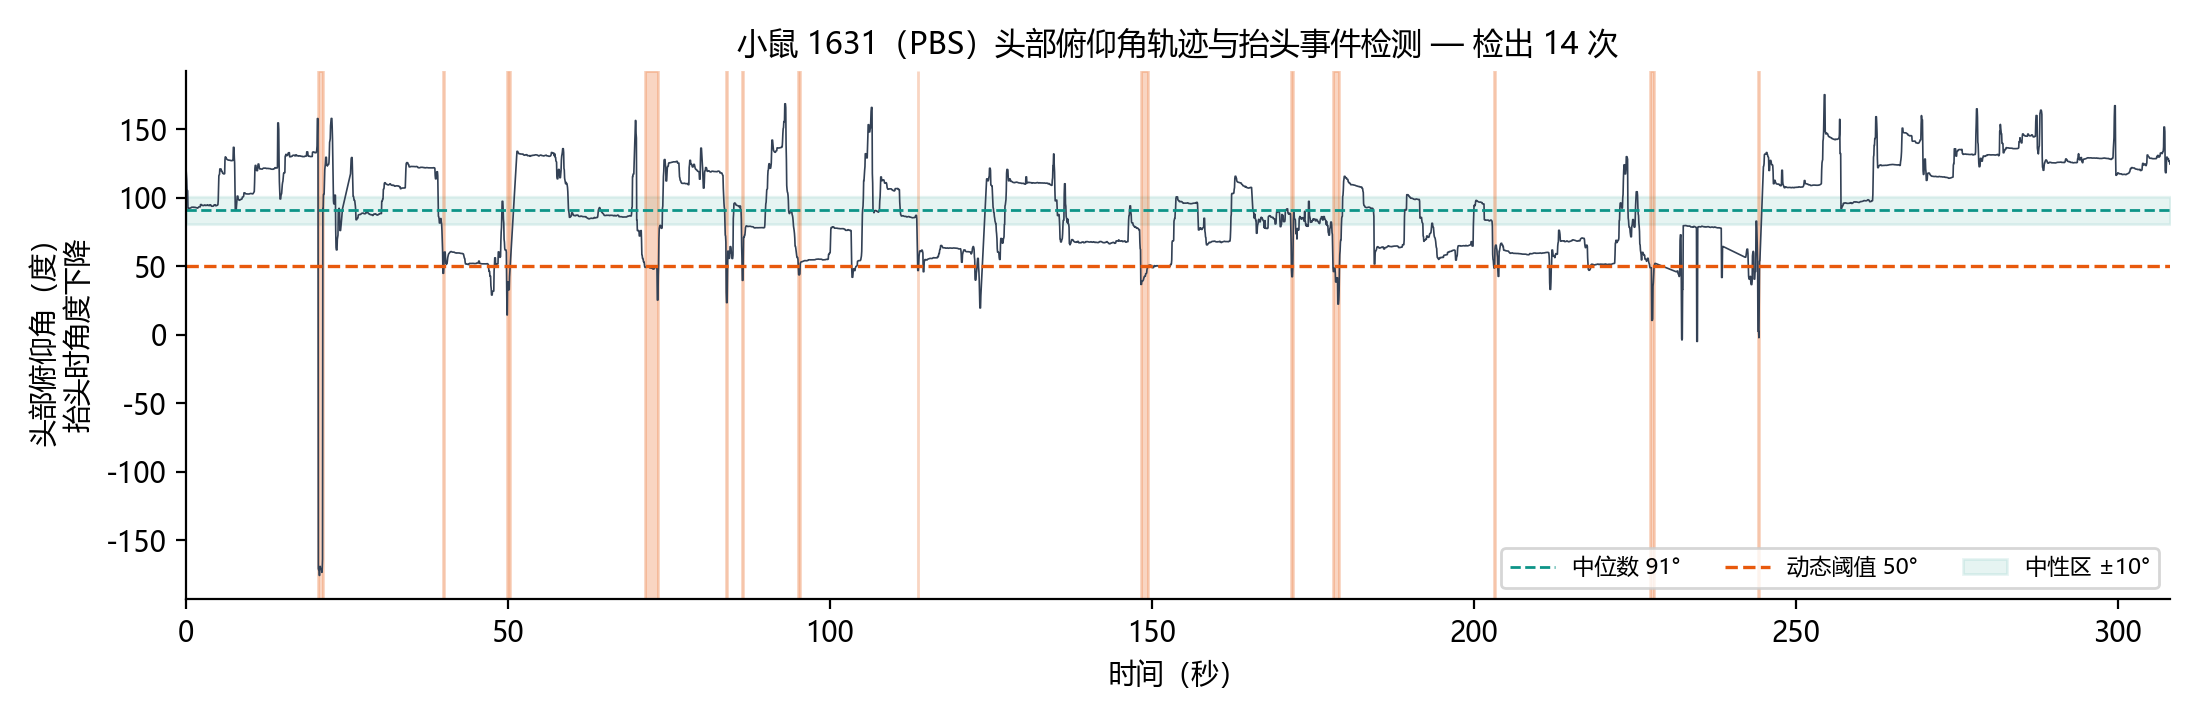 小鼠 1631（PBS）头部俯仰角轨迹与抬头事件检测 — 检出 14 次
头部俯仰角（度）
抬头时角度下降
150
100
50
0
-50
-100
-150
中位数 91°
动态阈值 50°
中性区 ±10°
0
50
100
150
200
250
300
时间（秒）